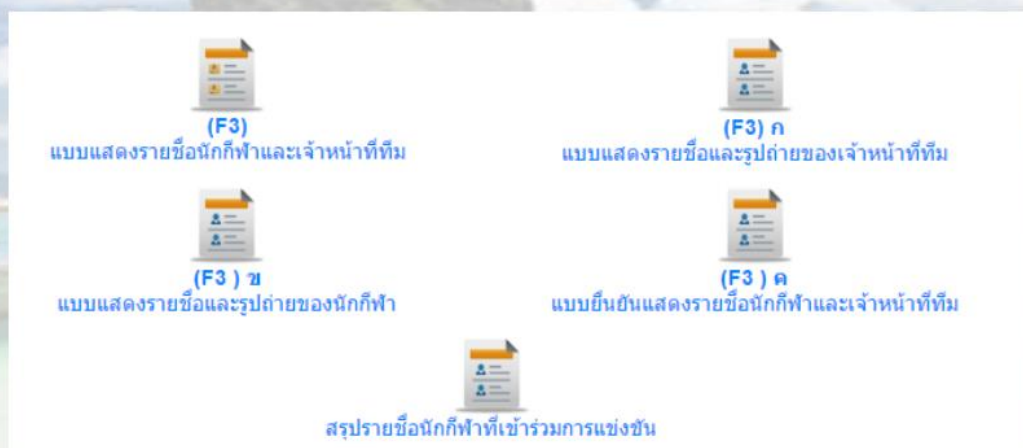 (F3)
แบบแสดงรายชื่อนักกีฬาและเจ้าหน้าที่ทีม
(F3) ก
แบบแสดงรายชื่อและรูปถ่ายของเจ้าหน้าที่ทีม
(F3 ) ข
แบบแสดงรายชื่อและรูปถ่ายของนักกีฬา
(F3 ) ค
แบบยืนยันแสดงรายชื่อนักกีฬาและเจ้าหน้าที่ทีม
สรุปรายชื่อนักกีฬาที่เข้าร่วมการแข่งขัน